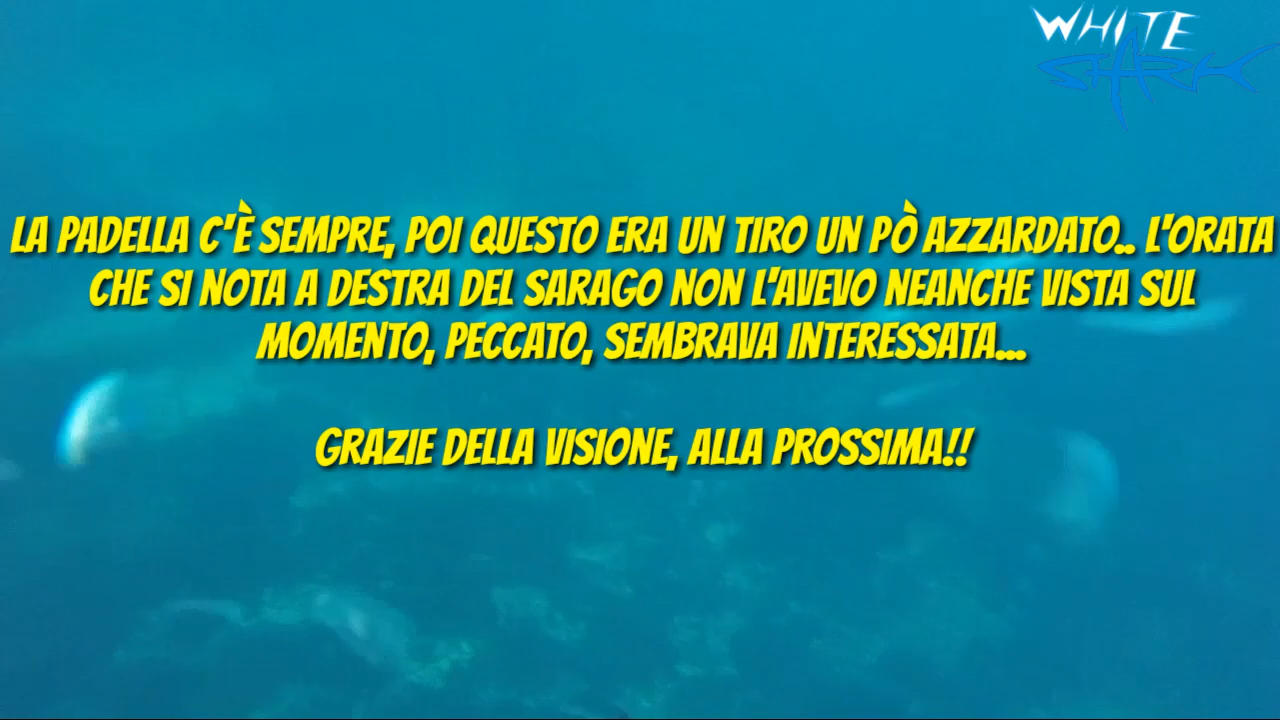 WHITE
SHARK
LA PADELLA C'È SEMPRE, POI QUESTO ERA UN TIRO UN PÒ AZZARDATO.. L'ORATA
CHE SI NOTA A DESTRA DEL SARAGO NON L'AVEVO NEANCHE VISTA SUL
MOMENTO, PECCATO, SEMBRAVA INTERESSATA...
GRAZIE DELLA VISIONE, ALLA PROSSIMA!!